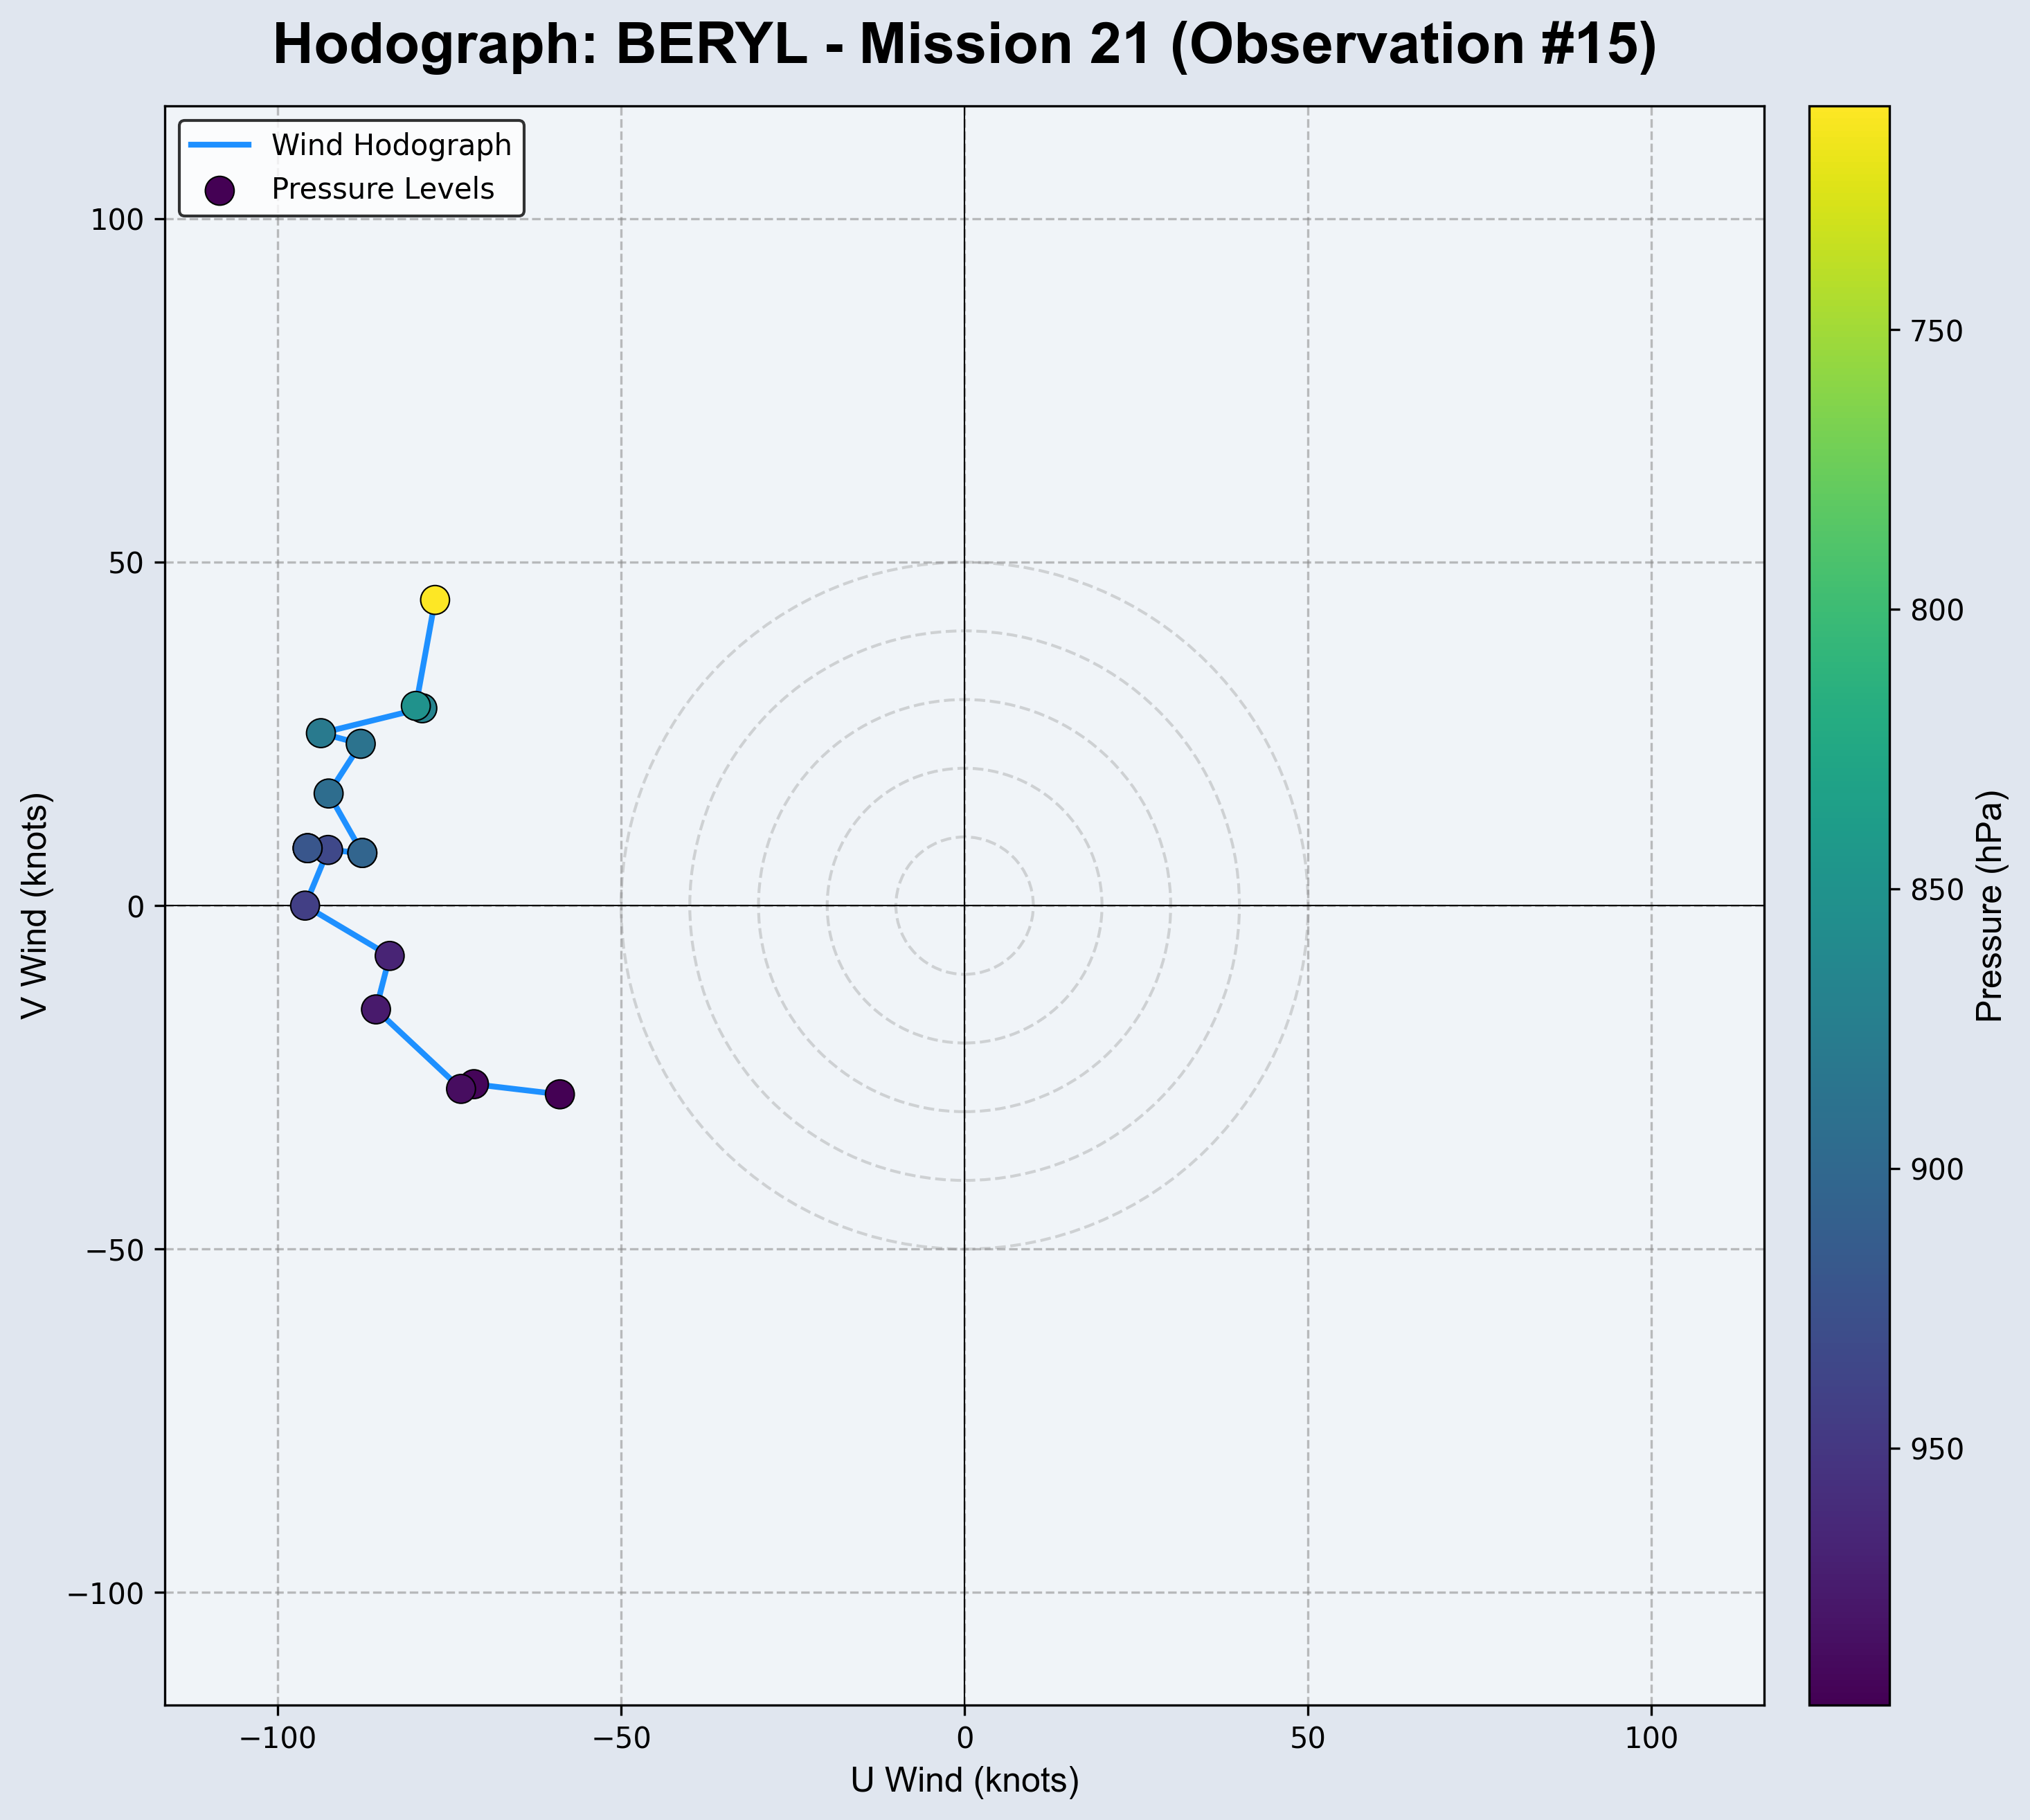 Hodograph: BERYL - Mission 21 (Observation #15)
Wind Hodograph
Pressure Levels
100
50
0
−50
−100
V Wind (knots)
−100
−50
0
50
100
U Wind (knots)
750
800
850
900
950
Pressure (hPa)